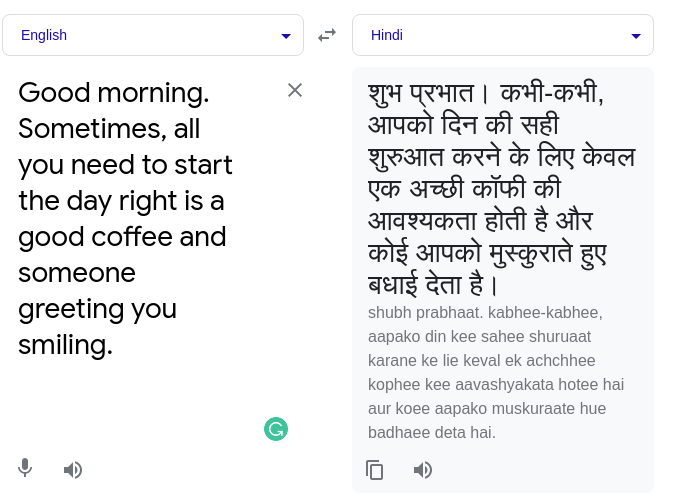 English
Hindi
Good morning.
Sometimes, all
you need to start
the day right is a
good coffee and
someone
greeting you
smiling.
शुभ प्रभात। कभी-कभी,
आपको दिन की सही
शुरुआत करने के लिए केवल
एक अच्छी कॉफी की
आवश्यकता होती है और
कोई आपको मुस्कुराते हुए
बधाई देता है।
shubh prabhaat. kabhee-kabhee,
aapako din kee sahee shuruaat
karane ke lie keval ek achchhee
kophee kee aavashyakata hotee hai
aur koee aapako muskuraate hue
badhaee deta hai.